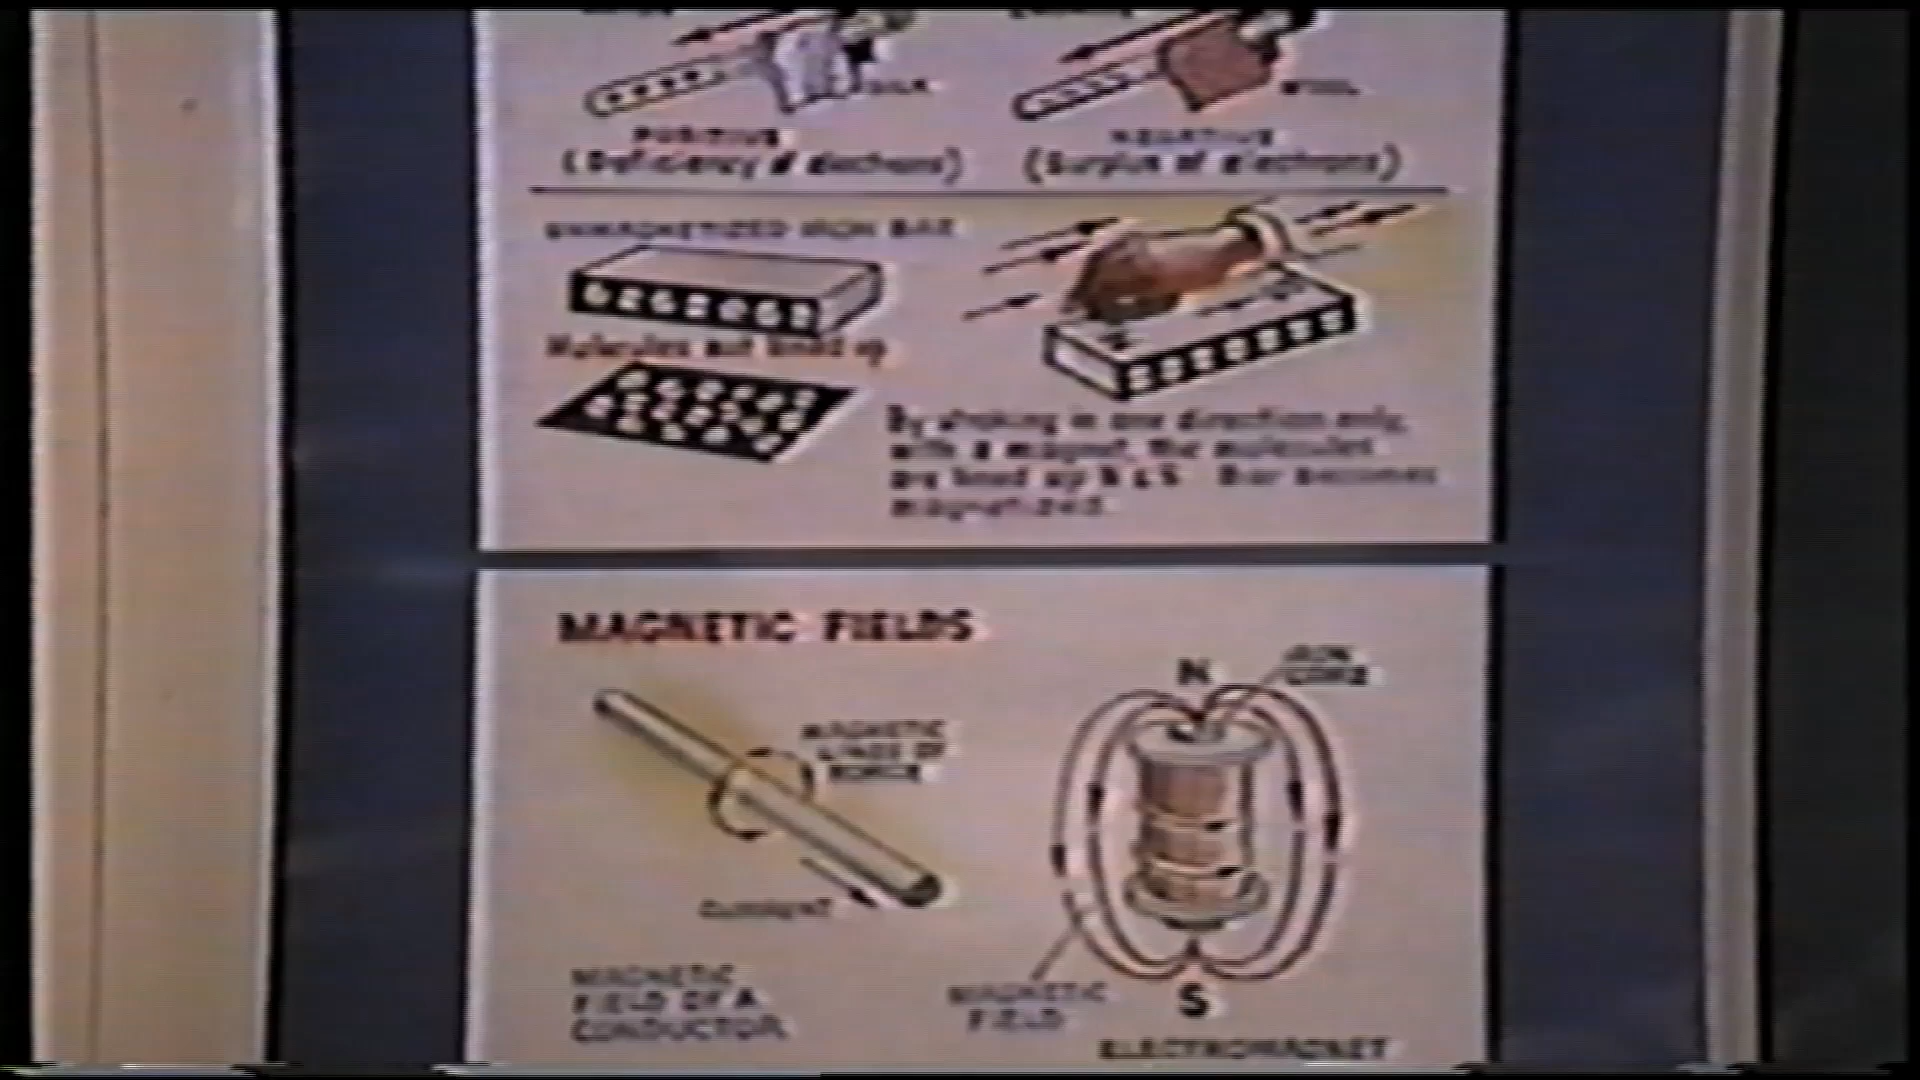 SILK
WOOL
POSITIVE
NEGATIVE
(Deficiency of electrons)
(Surplus of electrons)
UNMAGNETIZED IRON BAR
Molecules not lined up
By stroking in one direction only,
with a magnet, the molecules
are lined up N & S. Bar becomes
magnetized.
MAGNETIC FIELDS
MAGNETIC
LINES OF
FORCE
CURRENT
MAGNETIC
FIELD OF A
CONDUCTOR
N
IRON
CORE
MAGNETIC
FIELD
S
ELECTROMAGNET